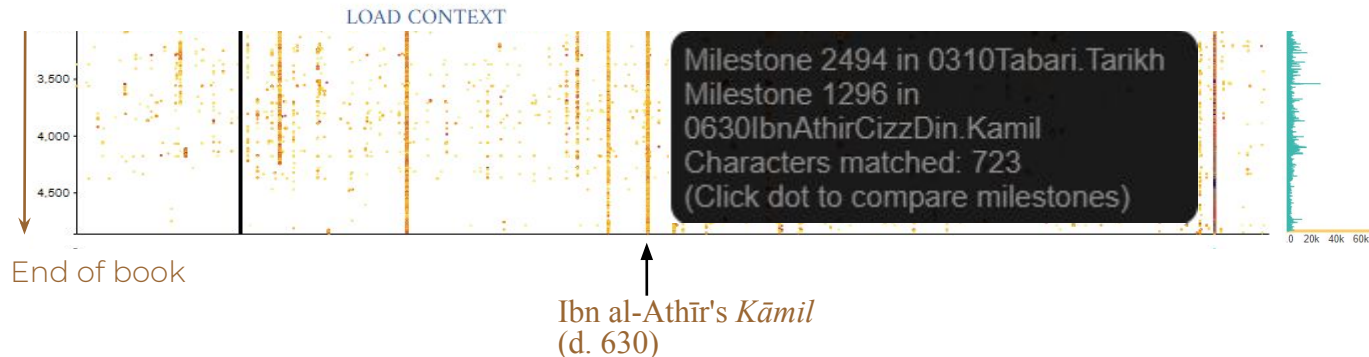 LOAD CONTEXT
3.500
4.000
4.500
Milestone 2494 in 0310Tabari.Tarikh
Milestone 1296 in
0630IbnAthirCizzDin.Kamil
Characters matched: 723
(Click dot to compare milestones)
0 20k 40k 60k
End of book
Ibn al-Athīr's Kāmil
(d. 630)